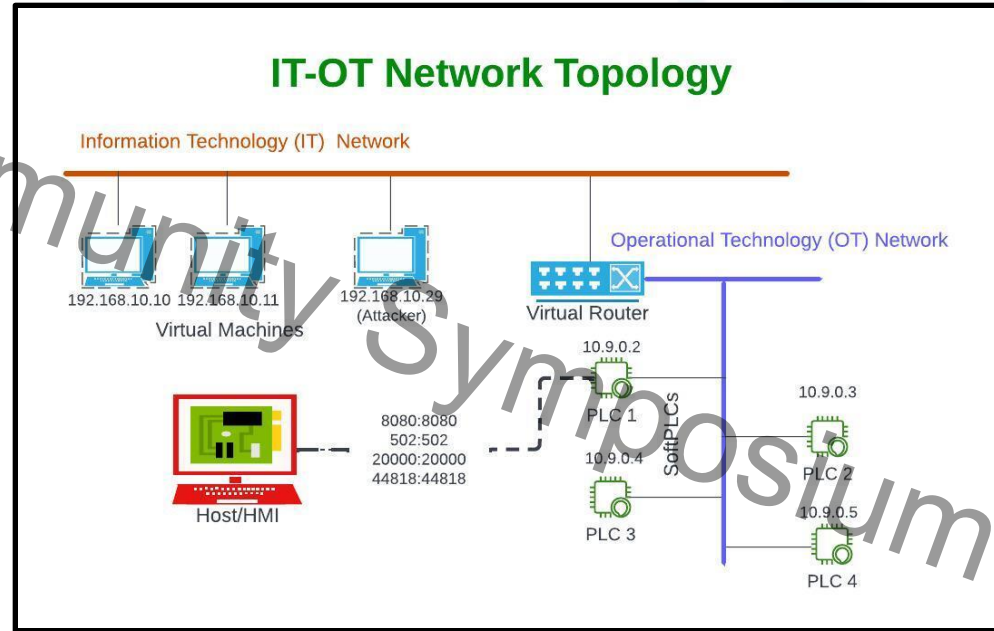 IT-OT Network Topology
Information Technology (IT) Network
Operational Technology (OT) Network
192.168.10.10
192.168.10.11
192.168.10.29
(Attacker)
Virtual Machines
Virtual Router
10.9.0.2
PLC 1
10.9.0.3
PLC 2
SoftPLCs
10.9.0.4
PLC 3
10.9.0.5
PLC 4
8080:8080
502:502
20000:20000
44818:44818
Host/HMI
munity Symposium